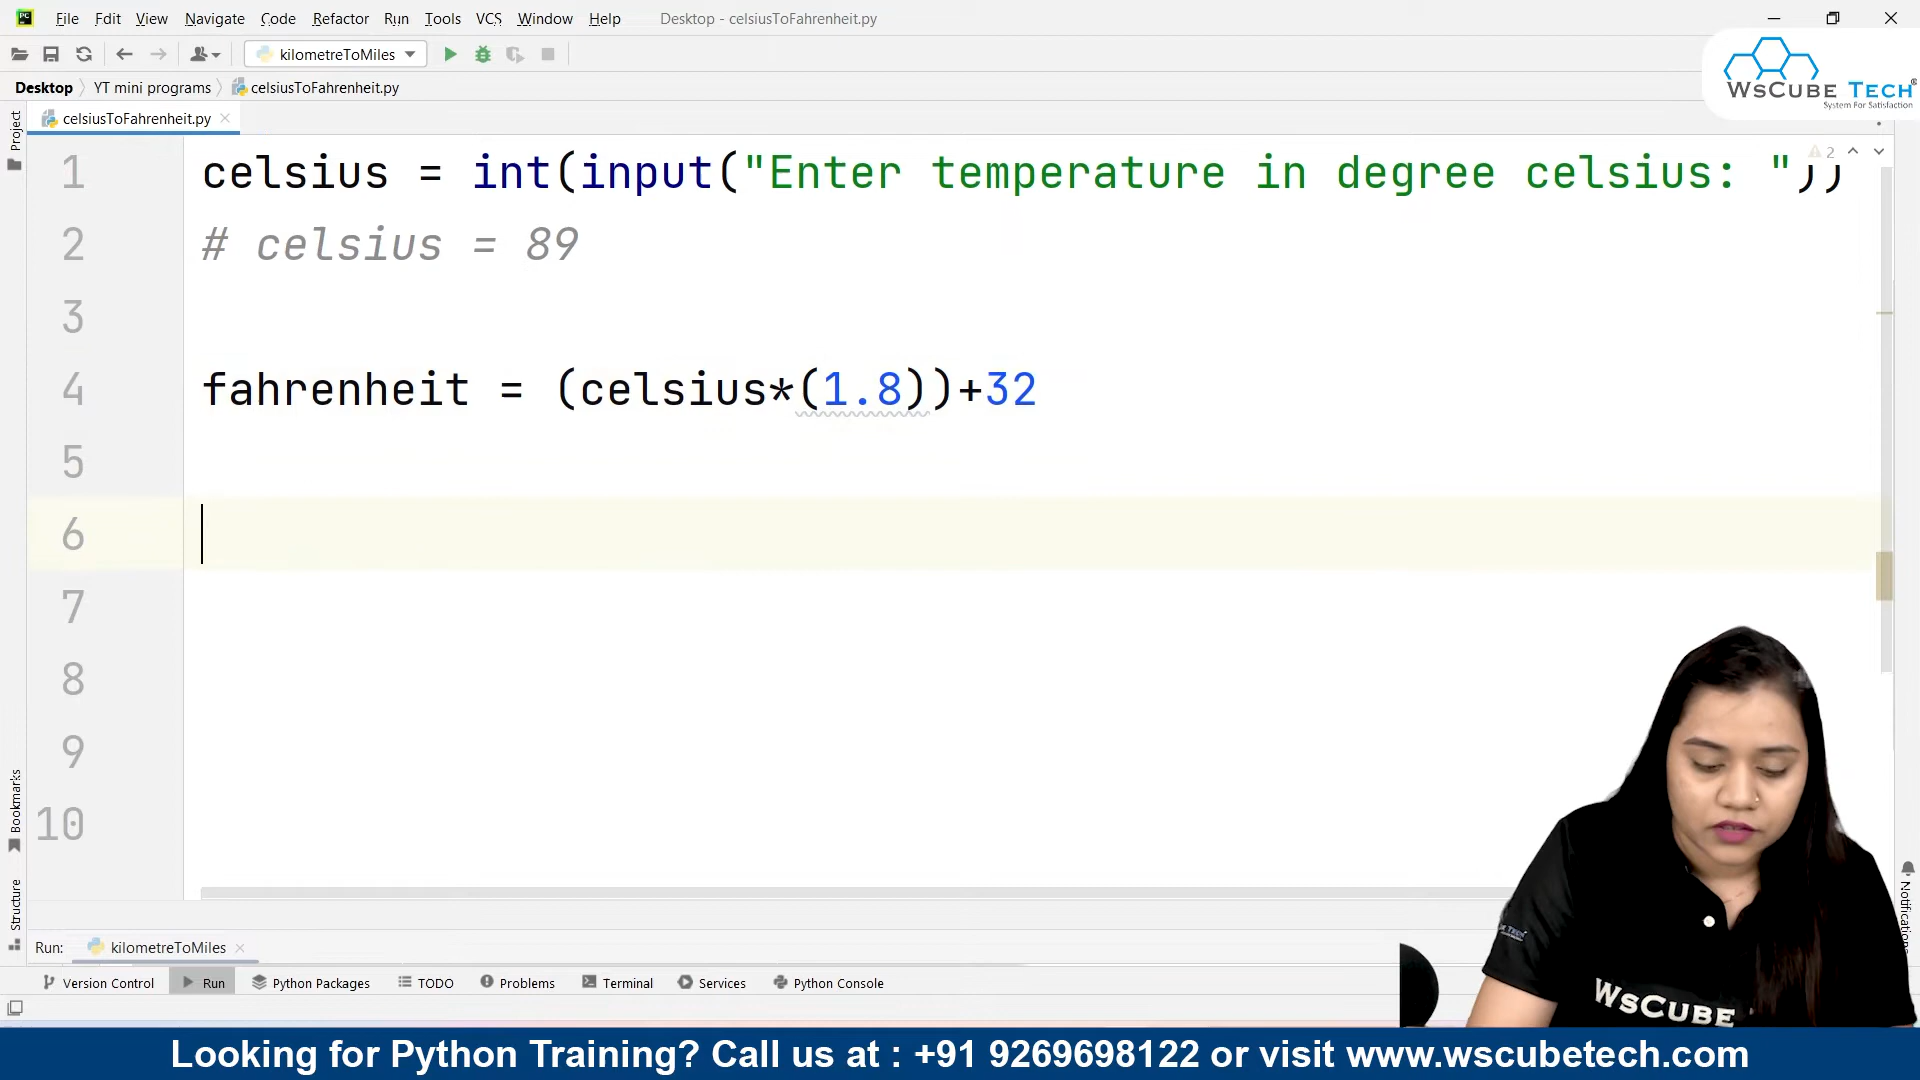 File Edit View Navigate Code Refactor Run Tools VCS Window Help Desktop - celsiusToFahrenheit.py
kilometreToMiles
WsCube Tech®
System For Satisfaction
Desktop YT mini programs celsiusToFahrenheit.py
celsiusToFahrenheit.py
Project
2
1 celsius = int(input("Enter temperature in degree celsius: "))
2 # celsius = 89
3
4 fahrenheit = (celsius*(1.8))+32
5
6
7
8
9
10
Bookmarks
Structure
Notifications
Run: kilometreToMiles
Version Control Run Python Packages TODO Problems Terminal Services Python Console
WsCube
Looking for Python Training? Call us at : +91 9269698122 or visit www.wscubetech.com